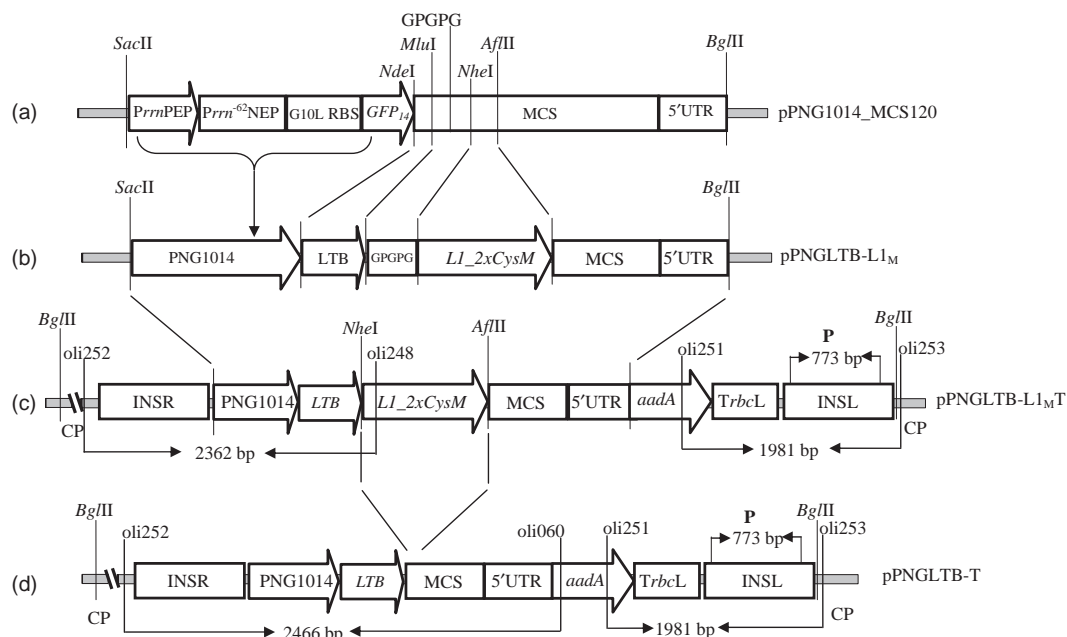 GPGPG
SacII
MluI
AflII
BglII
NdeI
NheI
(a)
PrrnPEP
Prrn-62NEP
G10L RBS
GFP14
MCS
5′UTR
pPNG1014_MCS120
SacII
BglII
(b)
PNG1014
LTB
GPGPG
L1_2xCysM
MCS
5′UTR
pPNGLTB-L1M
BglII
oli252
NheI
oli248
AflII
oli251
P
773 bp
BglII
oli253
(c)
INSR
PNG1014
LTB
L1_2xCysM
MCS
5′UTR
aadA
TrbcL
INSL
pPNGLTB-L1MT
CP
2362 bp
1981 bp
CP
BglII
oli252
oli060
oli251
P
773 bp
BglII
oli253
(d)
INSR
PNG1014
LTB
MCS
5′UTR
aadA
TrbcL
INSL
pPNGLTB-T
CP
2466 bp
1981 bp
CP